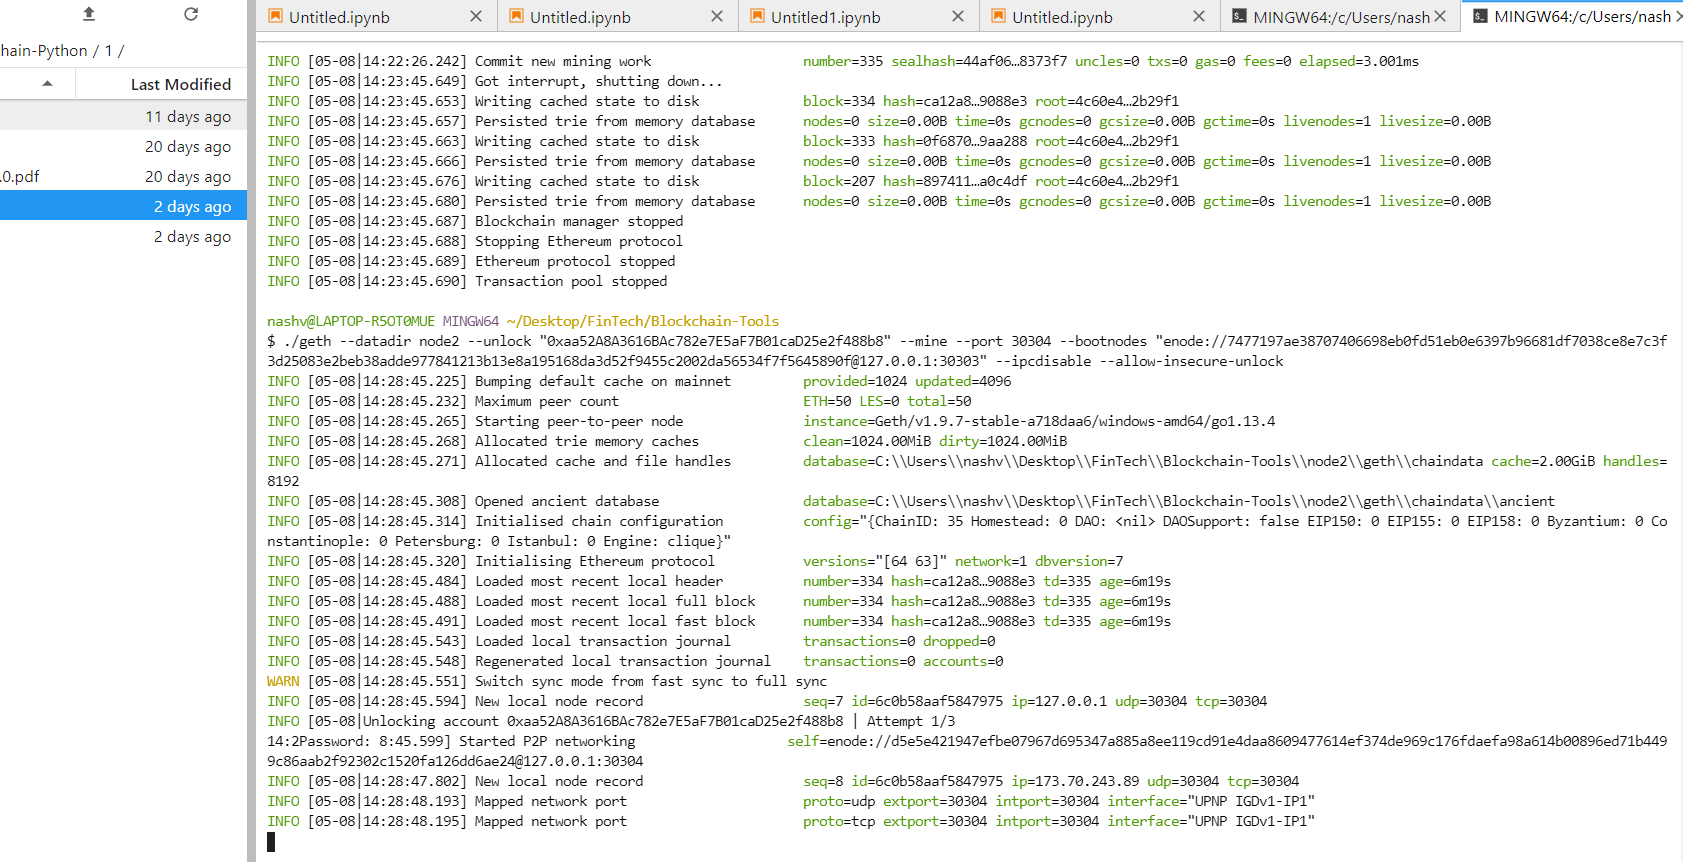 Untitled.ipynb
Untitled.ipynb
Untitled1.ipynb
Untitled.ipynb
MINGW64:/c/Users/nash
MINGW64:/c/Users/nash
hain-Python / 1 /
Last Modified
11 days ago
20 days ago
.0.pdf 20 days ago
2 days ago
2 days ago
INFO [05-08|14:22:26.242] Commit new mining work number=335 sealhash=44af06…8373f7 uncles=0 txs=0 gas=0 fees=0 elapsed=3.001ms
INFO [05-08|14:23:45.649] Got interrupt, shutting down...
INFO [05-08|14:23:45.653] Writing cached state to disk block=334 hash=ca12a8…9088e3 root=4c60e4…2b29f1
INFO [05-08|14:23:45.657] Persisted trie from memory database nodes=0 size=0.00B time=0s gcnodes=0 gcsize=0.00B gctime=0s livenodes=1 livesize=0.00B
INFO [05-08|14:23:45.663] Writing cached state to disk block=333 hash=0f6870…9aa288 root=4c60e4…2b29f1
INFO [05-08|14:23:45.666] Persisted trie from memory database nodes=0 size=0.00B time=0s gcnodes=0 gcsize=0.00B gctime=0s livenodes=1 livesize=0.00B
INFO [05-08|14:23:45.676] Writing cached state to disk block=207 hash=897411…a0c4df root=4c60e4…2b29f1
INFO [05-08|14:23:45.680] Persisted trie from memory database nodes=0 size=0.00B time=0s gcnodes=0 gcsize=0.00B gctime=0s livenodes=1 livesize=0.00B
INFO [05-08|14:23:45.687] Blockchain manager stopped
INFO [05-08|14:23:45.688] Stopping Ethereum protocol
INFO [05-08|14:23:45.689] Ethereum protocol stopped
INFO [05-08|14:23:45.690] Transaction pool stopped
nashv@LAPTOP-R5OT0MUE MINGW64 ~/Desktop/FinTech/Blockchain-Tools
$ ./geth --datadir node2 --unlock "0xaa52A8A3616BAc782e7E5aF7B01caD25e2f488b8" --mine --port 30304 --bootnodes "enode://7477197ae38707406698eb0fd51eb0e6397b96681df7038ce8e7c3f
3d25083e2beb38adde977841213b13e8a195168da3d52f9455c2002da56534f7f5645890f@127.0.0.1:30303" --ipcdisable --allow-insecure-unlock
INFO [05-08|14:28:45.225] Bumping default cache on mainnet provided=1024 updated=4096
INFO [05-08|14:28:45.232] Maximum peer count ETH=50 LES=0 total=50
INFO [05-08|14:28:45.265] Starting peer-to-peer node instance=Geth/v1.9.7-stable-a718daa6/windows-amd64/go1.13.4
INFO [05-08|14:28:45.268] Allocated trie memory caches clean=1024.00MiB dirty=1024.00MiB
INFO [05-08|14:28:45.271] Allocated cache and file handles database=C:\\Users\\nashv\\Desktop\\FinTech\\Blockchain-Tools\\node2\\geth\\chaindata cache=2.00GiB handles=
8192
INFO [05-08|14:28:45.308] Opened ancient database database=C:\\Users\\nashv\\Desktop\\FinTech\\Blockchain-Tools\\node2\\geth\\chaindata\\ancient
INFO [05-08|14:28:45.314] Initialised chain configuration config="{ChainID: 35 Homestead: 0 DAO: <nil> DAOSupport: false EIP150: 0 EIP155: 0 EIP158: 0 Byzantium: 0 Co
nstantinople: 0 Petersburg: 0 Istanbul: 0 Engine: clique}"
INFO [05-08|14:28:45.320] Initialising Ethereum protocol versions="[64 63]" network=1 dbversion=7
INFO [05-08|14:28:45.484] Loaded most recent local header number=334 hash=ca12a8…9088e3 td=335 age=6m19s
INFO [05-08|14:28:45.488] Loaded most recent local full block number=334 hash=ca12a8…9088e3 td=335 age=6m19s
INFO [05-08|14:28:45.491] Loaded most recent local fast block number=334 hash=ca12a8…9088e3 td=335 age=6m19s
INFO [05-08|14:28:45.543] Loaded local transaction journal transactions=0 dropped=0
INFO [05-08|14:28:45.548] Regenerated local transaction journal transactions=0 accounts=0
WARN [05-08|14:28:45.551] Switch sync mode from fast sync to full sync
INFO [05-08|14:28:45.594] New local node record seq=7 id=6c0b58aaf5847975 ip=127.0.0.1 udp=30304 tcp=30304
INFO [05-08|Unlocking account 0xaa52A8A3616BAc782e7E5aF7B01caD25e2f488b8 | Attempt 1/3
14:2Password: 8:45.599] Started P2P networking self=enode://d5e5e421947efbe07967d695347a885a8ee119cd91e4daa8609477614ef374de969c176fdaefa98a614b00896ed71b449
9c86aab2f92302c1520fa126dd6ae24@127.0.0.1:30304
INFO [05-08|14:28:47.802] New local node record seq=8 id=6c0b58aaf5847975 ip=173.70.243.89 udp=30304 tcp=30304
INFO [05-08|14:28:48.193] Mapped network port proto=udp extport=30304 intport=30304 interface="UPNP IGDv1-IP1"
INFO [05-08|14:28:48.195] Mapped network port proto=tcp extport=30304 intport=30304 interface="UPNP IGDv1-IP1"